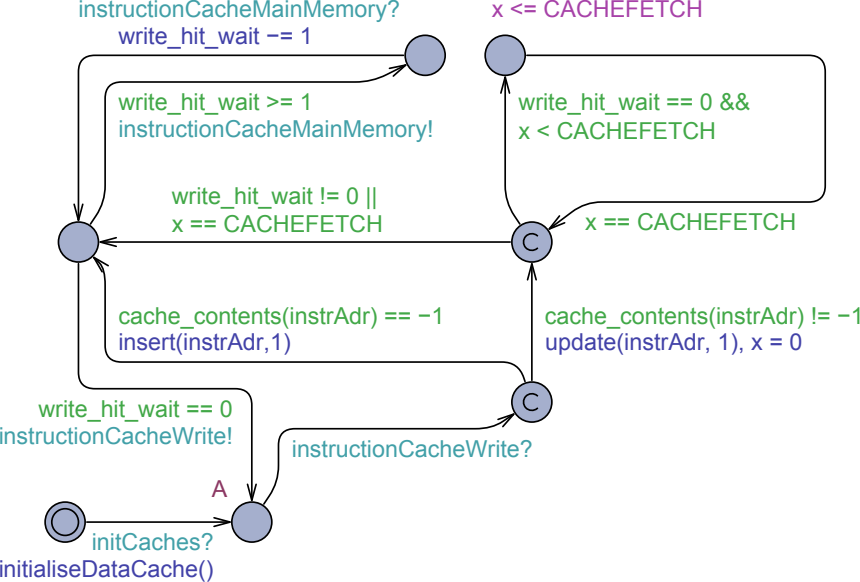 instructionCacheMainMemory?
write_hit_wait −= 1
x <= CACHEFETCH
write_hit_wait >= 1
instructionCacheMainMemory!
write_hit_wait == 0 &&
x < CACHEFETCH
write_hit_wait != 0 ||
x == CACHEFETCH
x == CACHEFETCH
C
cache_contents(instrAdr) == −1
insert(instrAdr,1)
cache_contents(instrAdr) != −1
update(instrAdr, 1), x = 0
C
write_hit_wait == 0
instructionCacheWrite!
instructionCacheWrite?
A
initCaches?
initialiseDataCache()